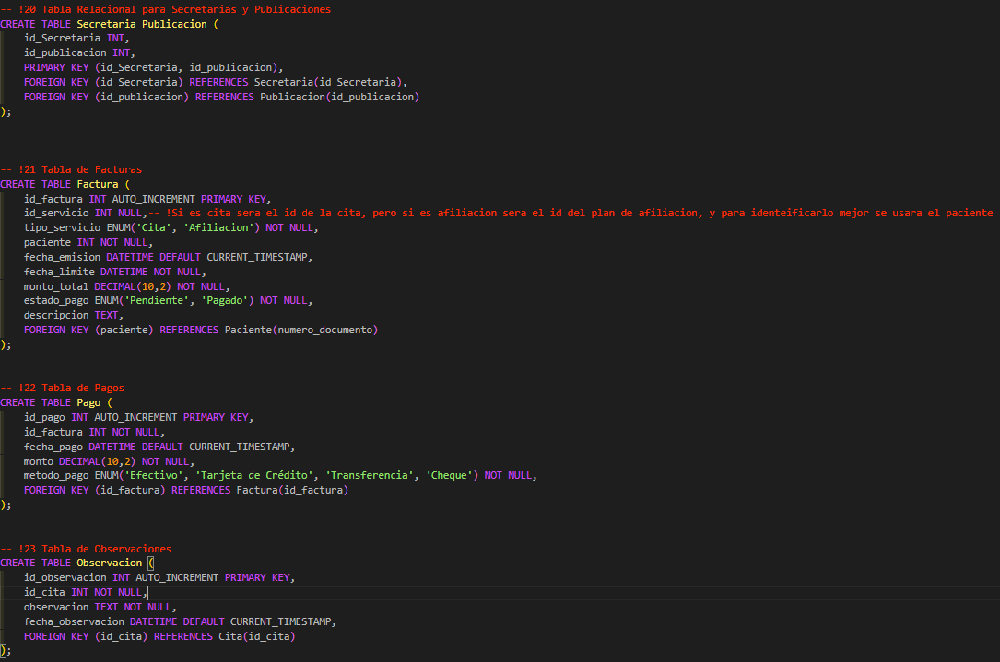 -- !20 Tabla Relacional para Secretarias y Publicaciones
CREATE TABLE Secretaria_Publicacion (
    id_Secretaria INT,
    id_publicacion INT,
    PRIMARY KEY (id_Secretaria, id_publicacion),
    FOREIGN KEY (id_Secretaria) REFERENCES Secretaria(id_Secretaria),
    FOREIGN KEY (id_publicacion) REFERENCES Publicacion(id_publicacion)
);
-- !21 Tabla de Facturas
CREATE TABLE Factura (
    id_factura INT AUTO_INCREMENT PRIMARY KEY,
    id_servicio INT NULL,-- !Si es cita sera el id de la cita, pero si es afiliacion sera el id del plan de afiliacion, y para identeificarlo mejor se usara el paciente
    tipo_servicio ENUM('Cita', 'Afiliacion') NOT NULL,
    paciente INT NOT NULL,
    fecha_emision DATETIME DEFAULT CURRENT_TIMESTAMP,
    fecha_limite DATETIME NOT NULL,
    monto_total DECIMAL(10,2) NOT NULL,
    estado_pago ENUM('Pendiente', 'Pagado') NOT NULL,
    descripcion TEXT,
    FOREIGN KEY (paciente) REFERENCES Paciente(numero_documento)
);
-- !22 Tabla de Pagos
CREATE TABLE Pago (
    id_pago INT AUTO_INCREMENT PRIMARY KEY,
    id_factura INT NOT NULL,
    fecha_pago DATETIME DEFAULT CURRENT_TIMESTAMP,
    monto DECIMAL(10,2) NOT NULL,
    metodo_pago ENUM('Efectivo', 'Tarjeta de Crédito', 'Transferencia', 'Cheque') NOT NULL,
    FOREIGN KEY (id_factura) REFERENCES Factura(id_factura)
);
-- !23 Tabla de Observaciones
CREATE TABLE Observacion (
    id_observacion INT AUTO_INCREMENT PRIMARY KEY,
    id_cita INT NOT NULL,
    observacion TEXT NOT NULL,
    fecha_observacion DATETIME DEFAULT CURRENT_TIMESTAMP,
    FOREIGN KEY (id_cita) REFERENCES Cita(id_cita)
);